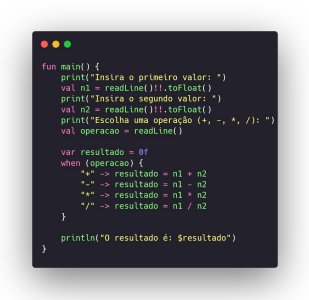 fun main() {
    print("Insira o primeiro valor: ")
    val n1 = readLine()!!.toFloat()
    print("Insira o segundo valor: ")
    val n2 = readLine()!!.toFloat()
    print("Escolha uma operação (+, -, *, /): ")
    val operacao = readLine()

    var resultado = 0f
    when (operacao) {
        "+" -> resultado = n1 + n2
        "-" -> resultado = n1 - n2
        "*" -> resultado = n1 * n2
        "/" -> resultado = n1 / n2
    }

    println("O resultado é: $resultado")
}